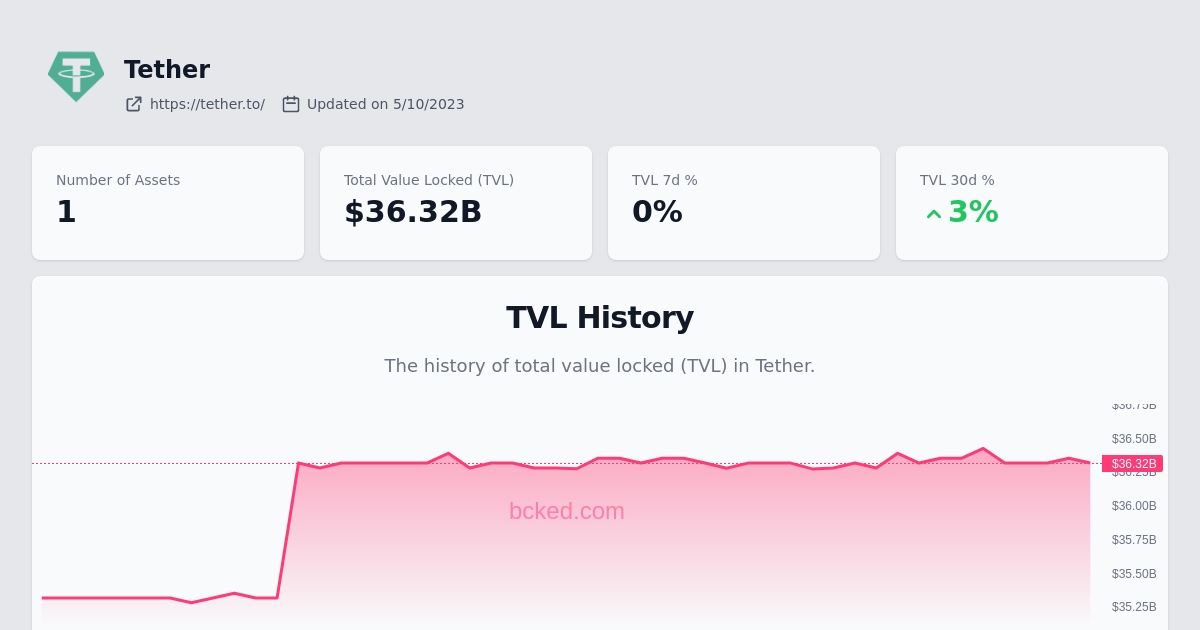 Tether
https://tether.to/ Updated on 5/10/2023
Number of Assets
1
Total Value Locked (TVL)
$36.32B
TVL 7d %
0%
TVL 30d %
3%
TVL History
The history of total value locked (TVL) in Tether.
$36.75B
$36.50B
$36.32B
$36.25B
bcked.com
$36.00B
$35.75B
$35.50B
$35.25B